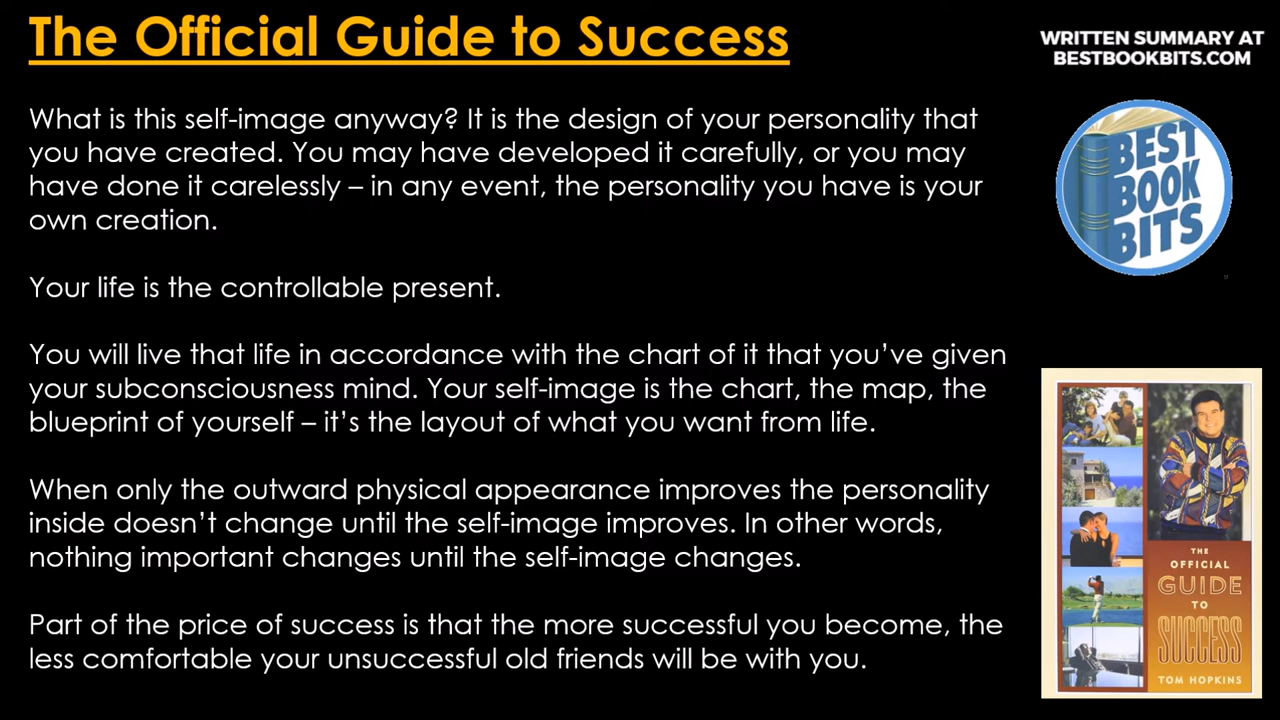 The Official Guide to Success
WRITTEN SUMMARY AT
BESTBOOKBITS.COM
What is this self-image anyway? It is the design of your personality that
you have created. You may have developed it carefully, or you may
have done it carelessly – in any event, the personality you have is your
own creation.
Your life is the controllable present.
You will live that life in accordance with the chart of it that you’ve given
your subconsciousness mind. Your self-image is the chart, the map, the
blueprint of yourself – it’s the layout of what you want from life.
When only the outward physical appearance improves the personality
inside doesn’t change until the self-image improves. In other words,
nothing important changes until the self-image changes.
Part of the price of success is that the more successful you become, the
less comfortable your unsuccessful old friends will be with you.
BEST
BOOK
BITS
THE
OFFICIAL
GUIDE
TO
SUCCESS
TOM HOPKINS